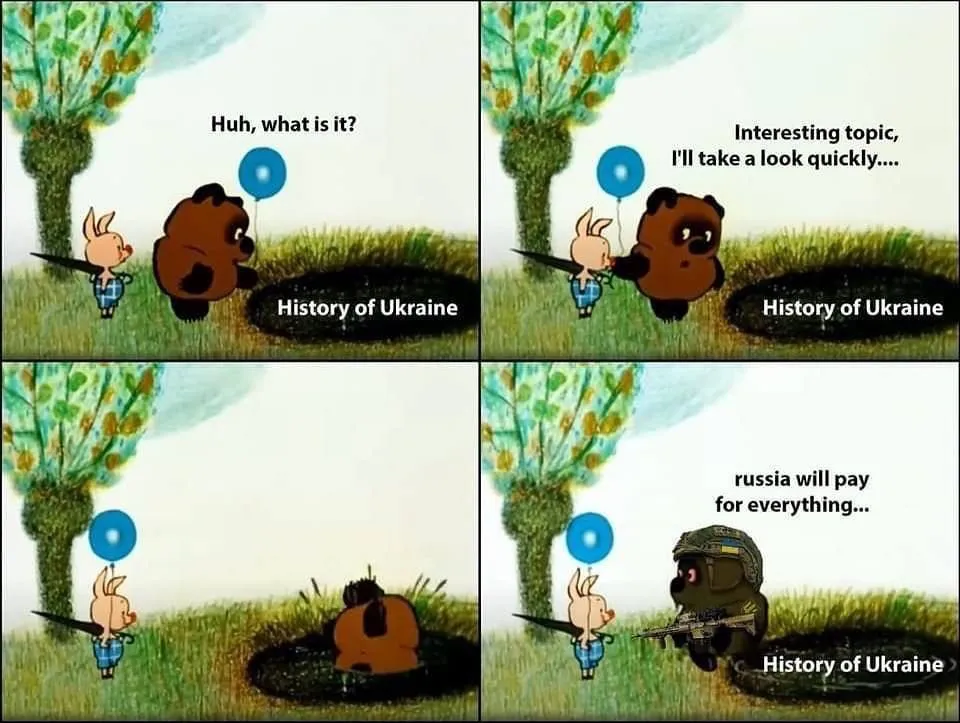 Huh, what is it?
History of Ukraine
Interesting topic,
I'll take a look quickly....
History of Ukraine
russia will pay
for everything...
History of Ukraine